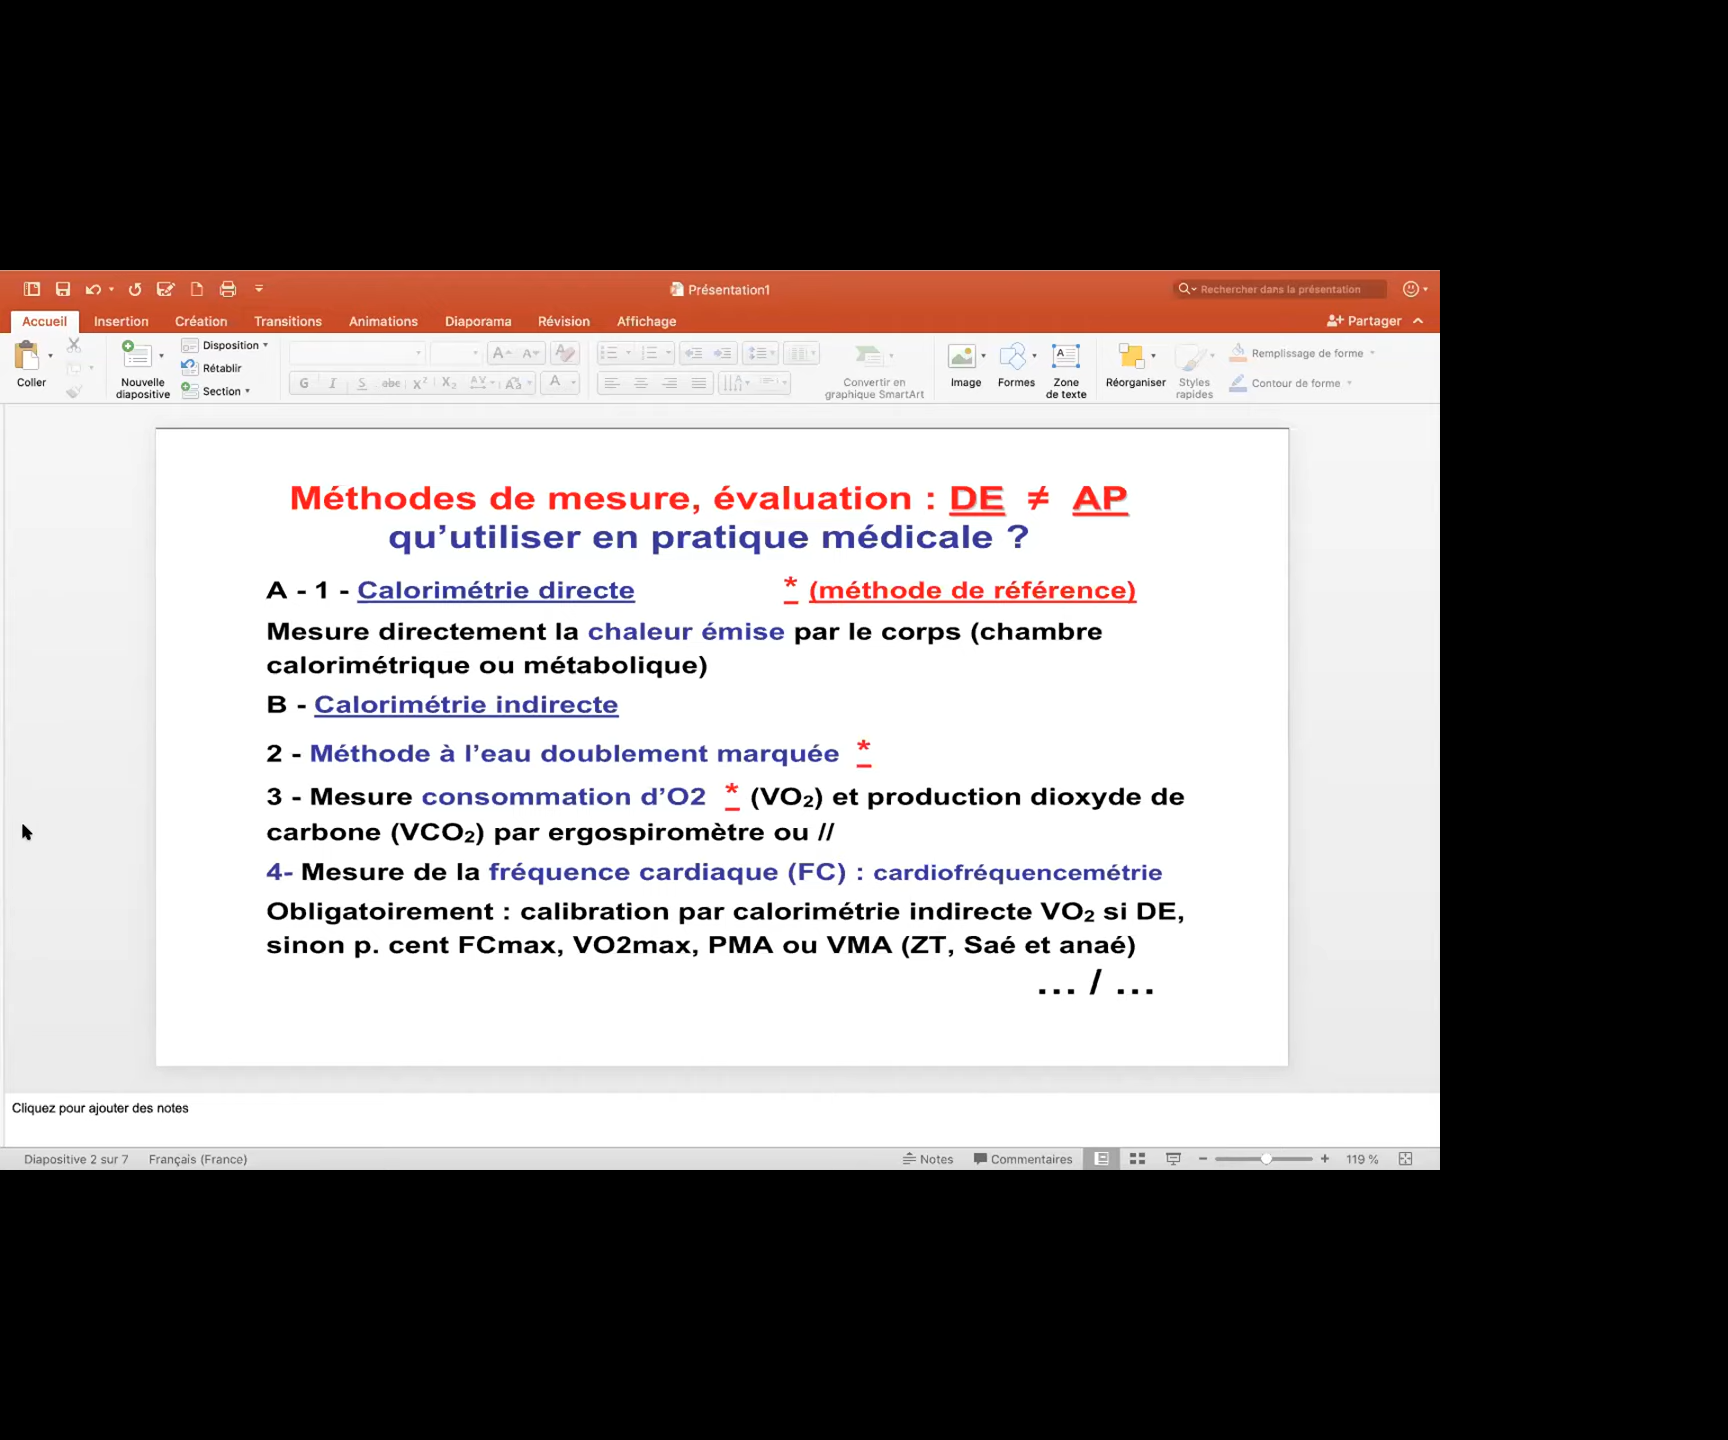 Présentation1
Rechercher dans la présentation
Accueil Insertion Création Transitions Animations Diaporama Révision Affichage Partager
Coller
Nouvelle diapositive
Disposition
Rétablir
Section
G I S abc X² X₂ AV Aa A
Convertir en graphique SmartArt
Image
Formes
Zone de texte
Réorganiser
Styles rapides
Remplissage de forme
Contour de forme
Méthodes de mesure, évaluation : DE ≠ AP
qu’utiliser en pratique médicale ?
A - 1 - Calorimétrie directe * (méthode de référence)
Mesure directement la chaleur émise par le corps (chambre
calorimétrique ou métabolique)
B - Calorimétrie indirecte
2 - Méthode à l’eau doublement marquée *
3 - Mesure consommation d’O2 * (VO₂) et production dioxyde de
carbone (VCO₂) par ergospiromètre ou //
4- Mesure de la fréquence cardiaque (FC) : cardiofréquencemétrie
Obligatoirement : calibration par calorimétrie indirecte VO₂ si DE,
sinon p. cent FCmax, VO2max, PMA ou VMA (ZT, Saé et anaé)
... / ...
Cliquez pour ajouter des notes
Diapositive 2 sur 7 Français (France) Notes Commentaires 119 %